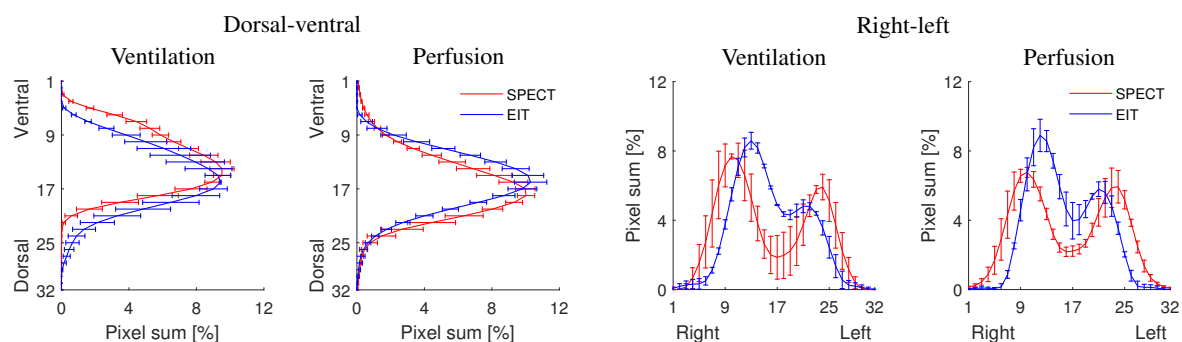 Dorsal-ventral
Right-left
Ventilation
Perfusion
Ventilation
Perfusion
1
9
17
25
32
Ventral
Dorsal
0
4
8
12
Pixel sum [%]
1
9
17
25
32
Ventral
Dorsal
SPECT
EIT
0
4
8
12
Pixel sum [%]
12
8
4
0
Pixel sum [%]
1
9
17
25
32
Right
Left
12
8
4
0
Pixel sum [%]
SPECT
EIT
1
9
17
25
32
Right
Left